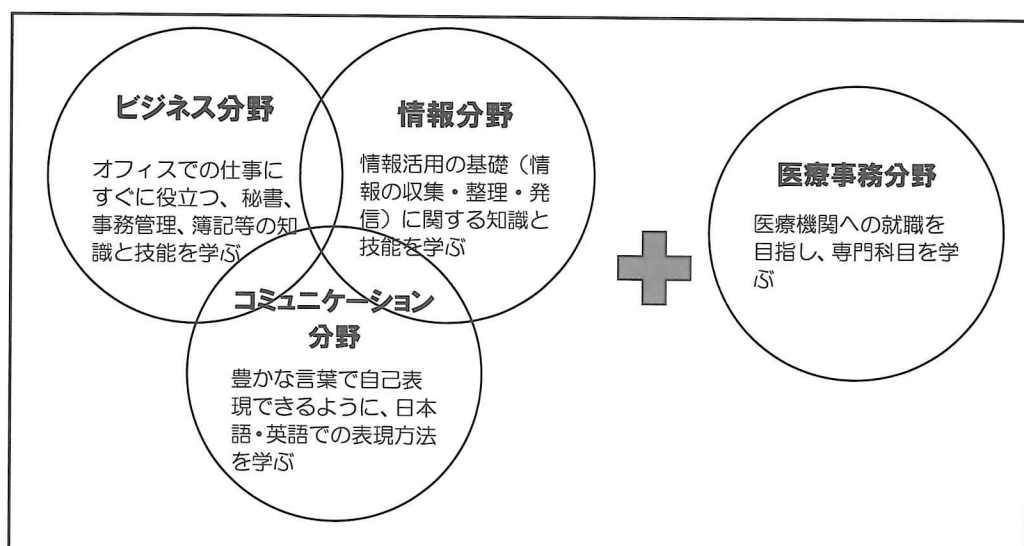 ビジネス分野
オフィスでの仕事に
すぐに役立つ、秘書、
事務管理、簿記等の知
識と技能を学ぶ
情報分野
情報活用の基礎（情
報の収集・整理・発
信）に関する知識と
技能を学ぶ
コミュニケーション
分野
豊かな言葉で自己表
現できるように、日本
語・英語での表現方法
を学ぶ
医療事務分野
医療機関への就職を
目指し、専門科目を学
ぶ